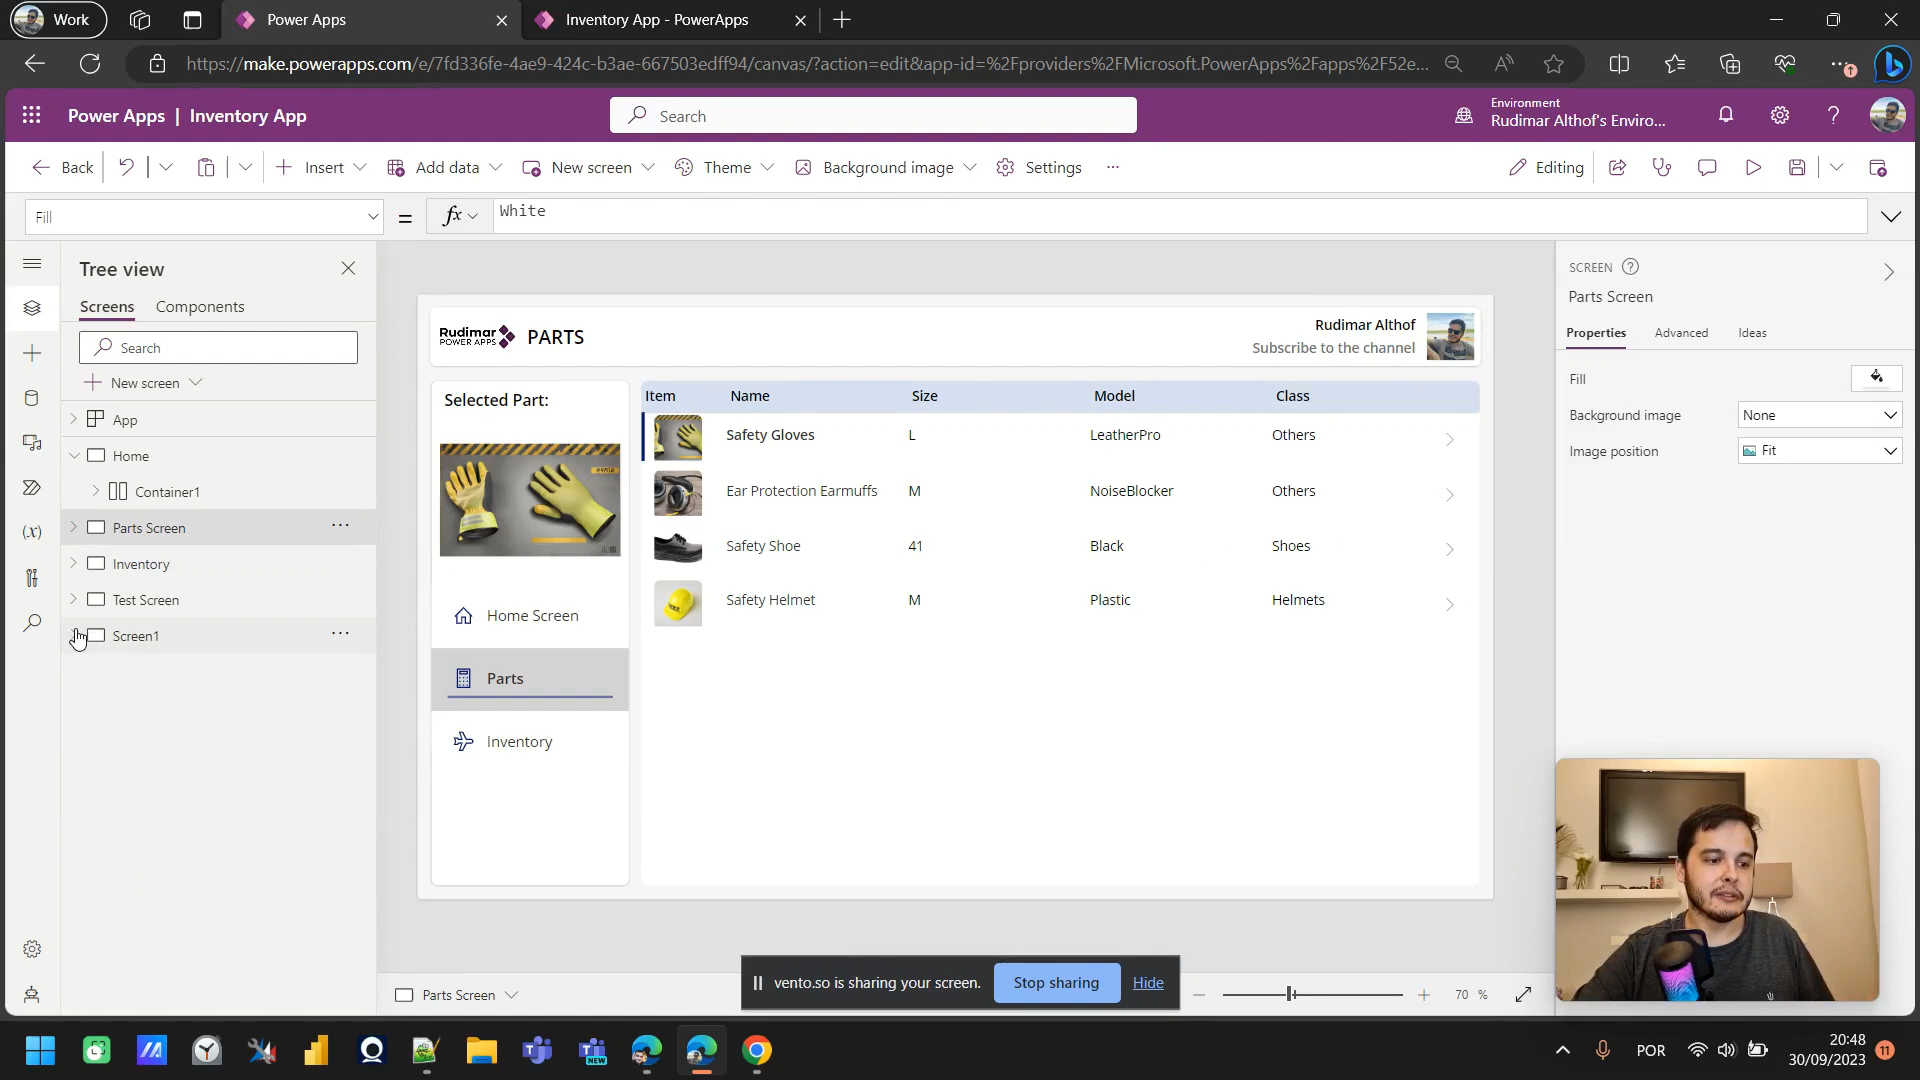 Work
Power Apps
Inventory App - PowerApps
https://make.powerapps.com/e/7fd336fe-4ae9-424c-b3ae-667503edff94/canvas/?action=edit&app-id=%2Fproviders%2FMicrosoft.PowerApps%2Fapps%2F52e...
Power Apps | Inventory App
Search
Environment
Rudimar Althof's Enviro...
Back
Insert
Add data
New screen
Theme
Background image
Settings
Editing
Fill
=
fx
White
Tree view
Screens
Components
Search
New screen
App
Home
Container1
Parts Screen
Inventory
Test Screen
Screen1
Rudimar
POWER APPS
PARTS
Rudimar Althof
Subscribe to the channel
Selected Part:
Home Screen
Parts
Inventory
Item Name Size Model Class
Safety Gloves L LeatherPro Others
Ear Protection Earmuffs M NoiseBlocker Others
Safety Shoe 41 Black Shoes
Safety Helmet M Plastic Helmets
SCREEN
Parts Screen
Properties
Advanced
Ideas
Fill
Background image
None
Image position
Fit
Parts Screen
vento.so is sharing your screen.
Stop sharing
Hide
70 %
NEW
POR
20:48
30/09/2023
11